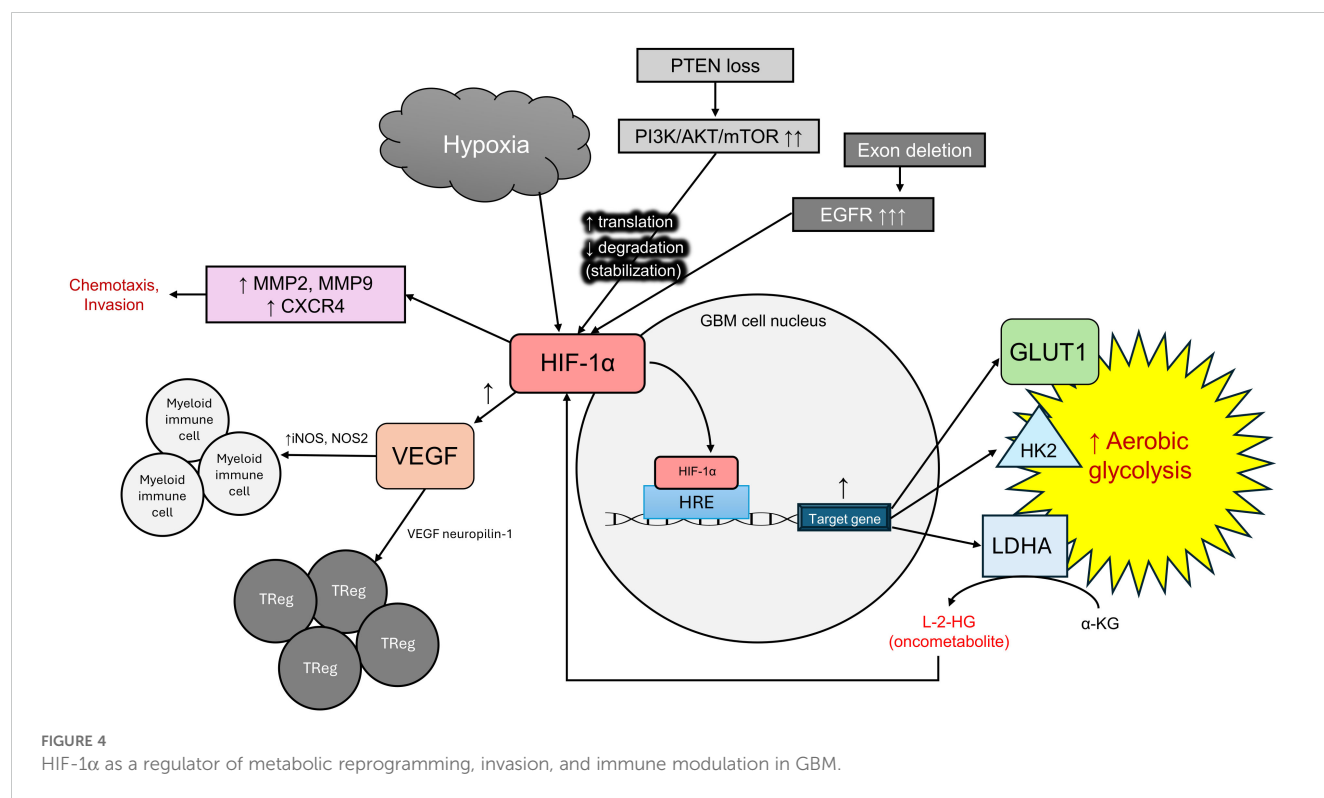 PTEN loss
PI3K/AKT/mTOR ↑↑
Hypoxia
Exon deletion
EGFR ↑↑↑
↑ translation
↓ degradation
(stabilization)
Chemotaxis,
Invasion
↑ MMP2, MMP9
↑ CXCR4
GBM cell nucleus
HIF-1α
GLUT1
↑
Myeloid
immune
cell
Myeloid
immune
cell
Myeloid
immune
cell
↑iNOS, NOS2
VEGF
HIF-1α
HRE
↑
Target gene
HK2
↑ Aerobic
glycolysis
LDHA
VEGF neuropilin-1
TReg
TReg
TReg
TReg
L-2-HG
(oncometabolite)
α-KG
FIGURE 4
HIF-1α as a regulator of metabolic reprogramming, invasion, and immune modulation in GBM.